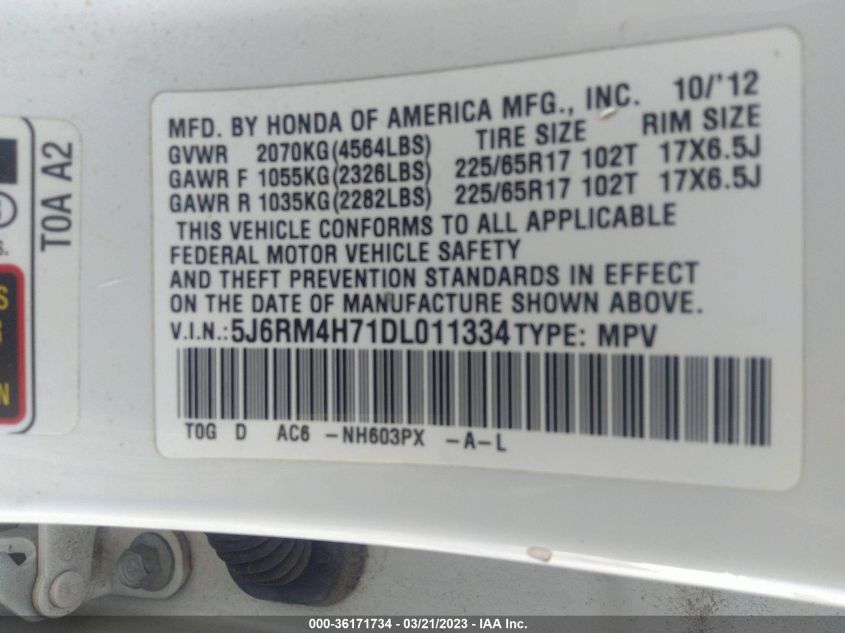 MFD. BY HONDA OF AMERICA MFG., INC. 10/'12
GVWR 2070KG(4564LBS) TIRE SIZE RIM SIZE
GAWR F 1055KG(2326LBS) 225/65R17 102T 17X6.5J
GAWR R 1035KG(2282LBS) 225/65R17 102T 17X6.5J
THIS VEHICLE CONFORMS TO ALL APPLICABLE
FEDERAL MOTOR VEHICLE SAFETY
AND THEFT PREVENTION STANDARDS IN EFFECT
ON THE DATE OF MANUFACTURE SHOWN ABOVE.
V.I.N.:5J6RM4H71DL011334 TYPE: MPV
T0G D AC6 -NH603PX -A-L
T0A A2
000-36171734 / 03/21/2023 - IAA Inc.